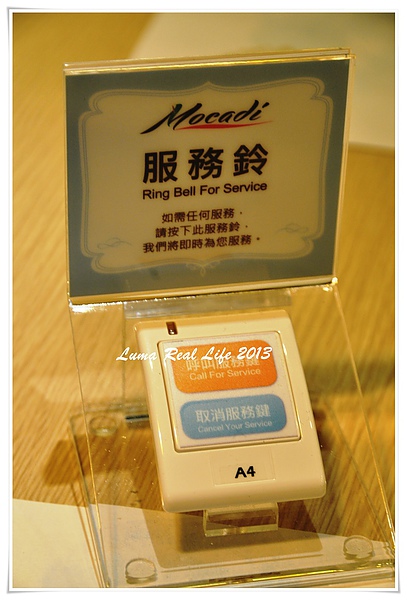 Mocadi
服務鈴
Ring Bell For Service
如需任何服務，
請按下此服務鈴，
我們將即時為您服務。
Luma Real Life 2013
呼叫服務鍵
Call For Service
取消服務鍵
Cancel Your Service
A4